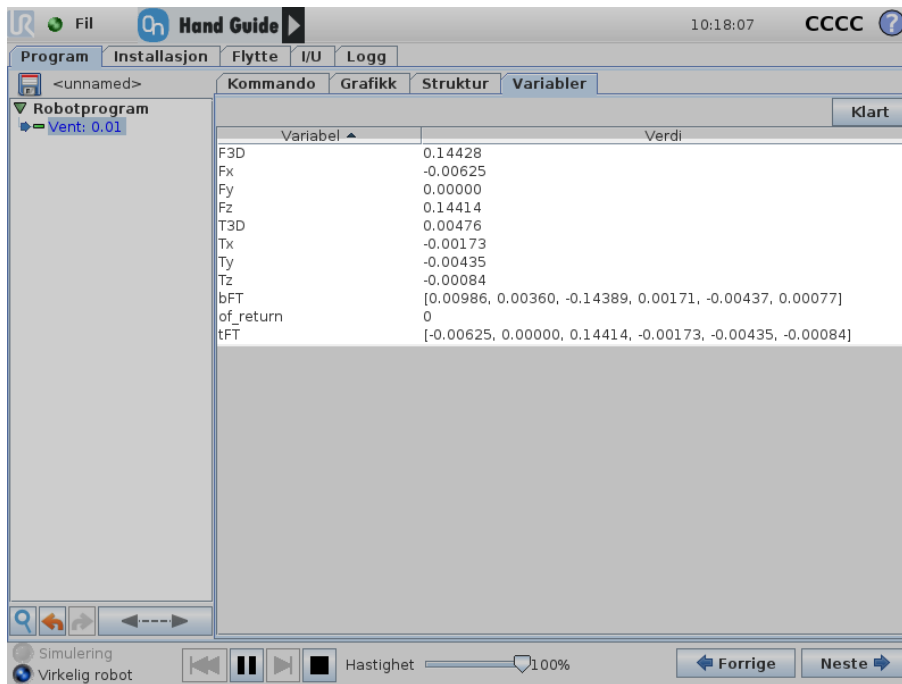 UR Fil On Hand Guide 10:18:07 CCCC ?
Program Installasjon Flytte I/U Logg
<unnamed> Kommando Grafikk Struktur Variabler
Robotprogram Klart
Vent: 0.01
Variabel Verdi
F3D 0.14428
Fx -0.00625
Fy 0.00000
Fz 0.14414
T3D 0.00476
Tx -0.00173
Ty -0.00435
Tz -0.00084
bFT [0.00986, 0.00360, -0.14389, 0.00171, -0.00437, 0.00077]
of_return 0
tFT [-0.00625, 0.00000, 0.14414, -0.00173, -0.00435, -0.00084]
Simulering
Virkelig robot
Hastighet 100% Forrige Neste